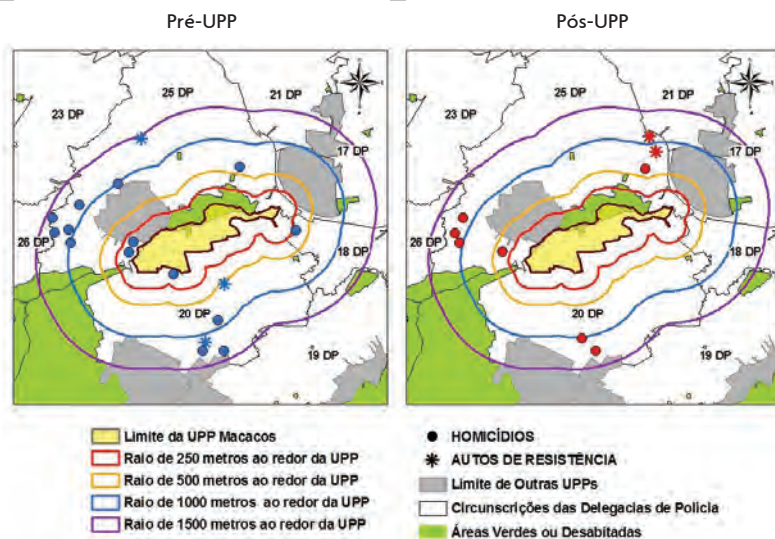 Pré-UPP
Pós-UPP
25 DP
21 DP
23 DP
17 DP
26 DP
18 DP
20 DP
19 DP
25 DP
21 DP
23 DP
17 DP
26 DP
18 DP
20 DP
19 DP
Limite da UPP Macacos
Raio de 250 metros ao redor da UPP
Raio de 500 metros ao redor da UPP
Raio de 1000 metros ao redor da UPP
Raio de 1500 metros ao redor da UPP
HOMICÍDIOS
AUTOS DE RESISTÊNCIA
Limite de Outras UPPs
Circunscrições das Delegacias de Policia
Áreas Verdes ou Desabitadas